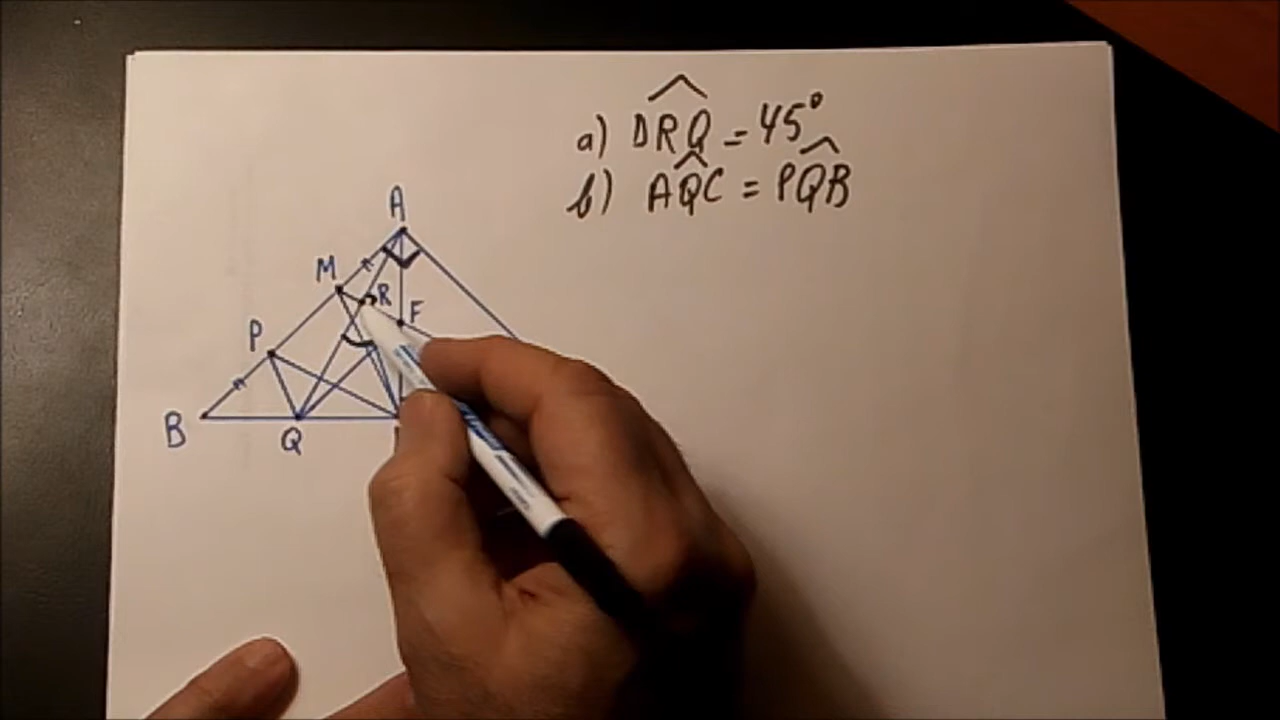 a) DRQ = 45°
b) AQC = PQB
A
M
R
F
P
B
Q